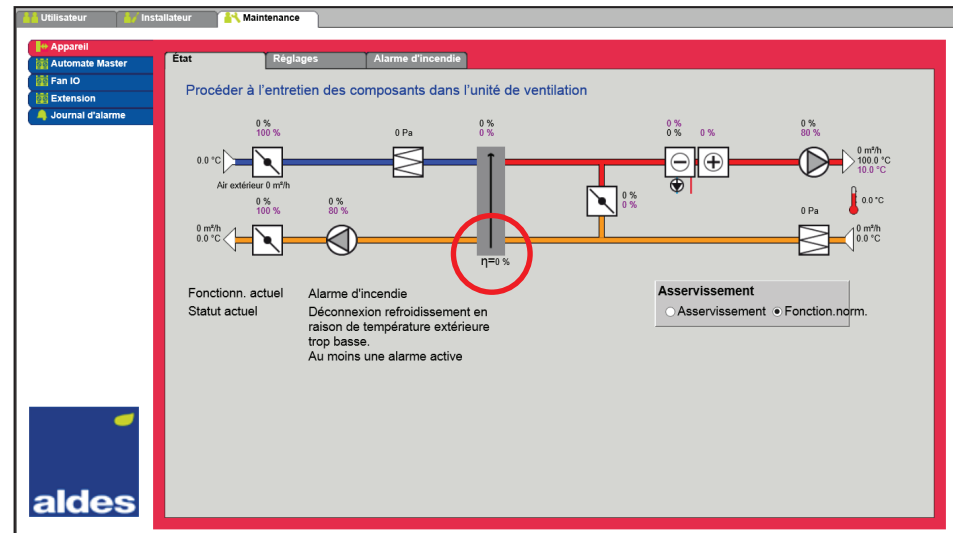 Utilisateur
Installateur
Maintenance
Appareil
Automate Master
Fan IO
Extension
Journal d'alarme
État
Réglages
Alarme d'incendie
Procéder à l'entretien des composants dans l'unité de ventilation
0 %
100 %
0 Pa
0 %
0 %
0 %
0 %
0 %
0 %
80 %
0.0 °C
0 m³/h
100.0 °C
10.0 °C
Air extérieur 0 m³/h
0 %
100 %
0 %
80 %
0 %
0 %
0.0 °C
0 Pa
0 m³/h
0.0 °C
0 m³/h
0.0 °C
η=0 %
Fonctionn. actuel
Alarme d'incendie
Statut actuel
Déconnexion refroidissement en
raison de température extérieure
trop basse.
Au moins une alarme active
Asservissement
Asservissement
Fonction.norm.
aldes